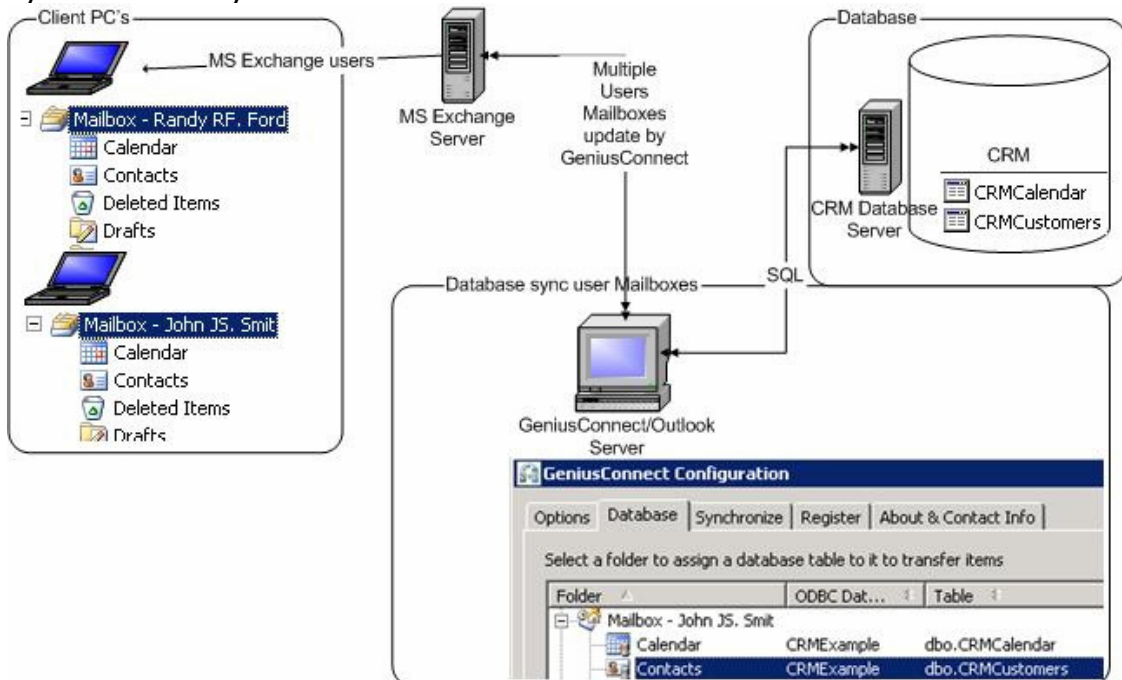 Client PC's
MS Exchange users
Mailbox - Randy RF. Ford
Calendar
Contacts
Deleted Items
Drafts
Mailbox - John JS. Smit
Calendar
Contacts
Deleted Items
Drafts
MS Exchange
Server
Multiple
Users
Mailboxes
update by
GeniusConnect
Database
CRM
CRMCalendar
CRMCustomers
CRM Database
Server
SQL
Database sync user Mailboxes
GeniusConnect/Outlook
Server
GeniusConnect Configuration
Options Database Synchronize Register About & Contact Info
Select a folder to assign a database table to it to transfer items
Folder ODBC Dat... Table
Mailbox - John JS. Smit
Calendar CRMExample dbo.CRMCalendar
Contacts CRMExample dbo.CRMCustomers